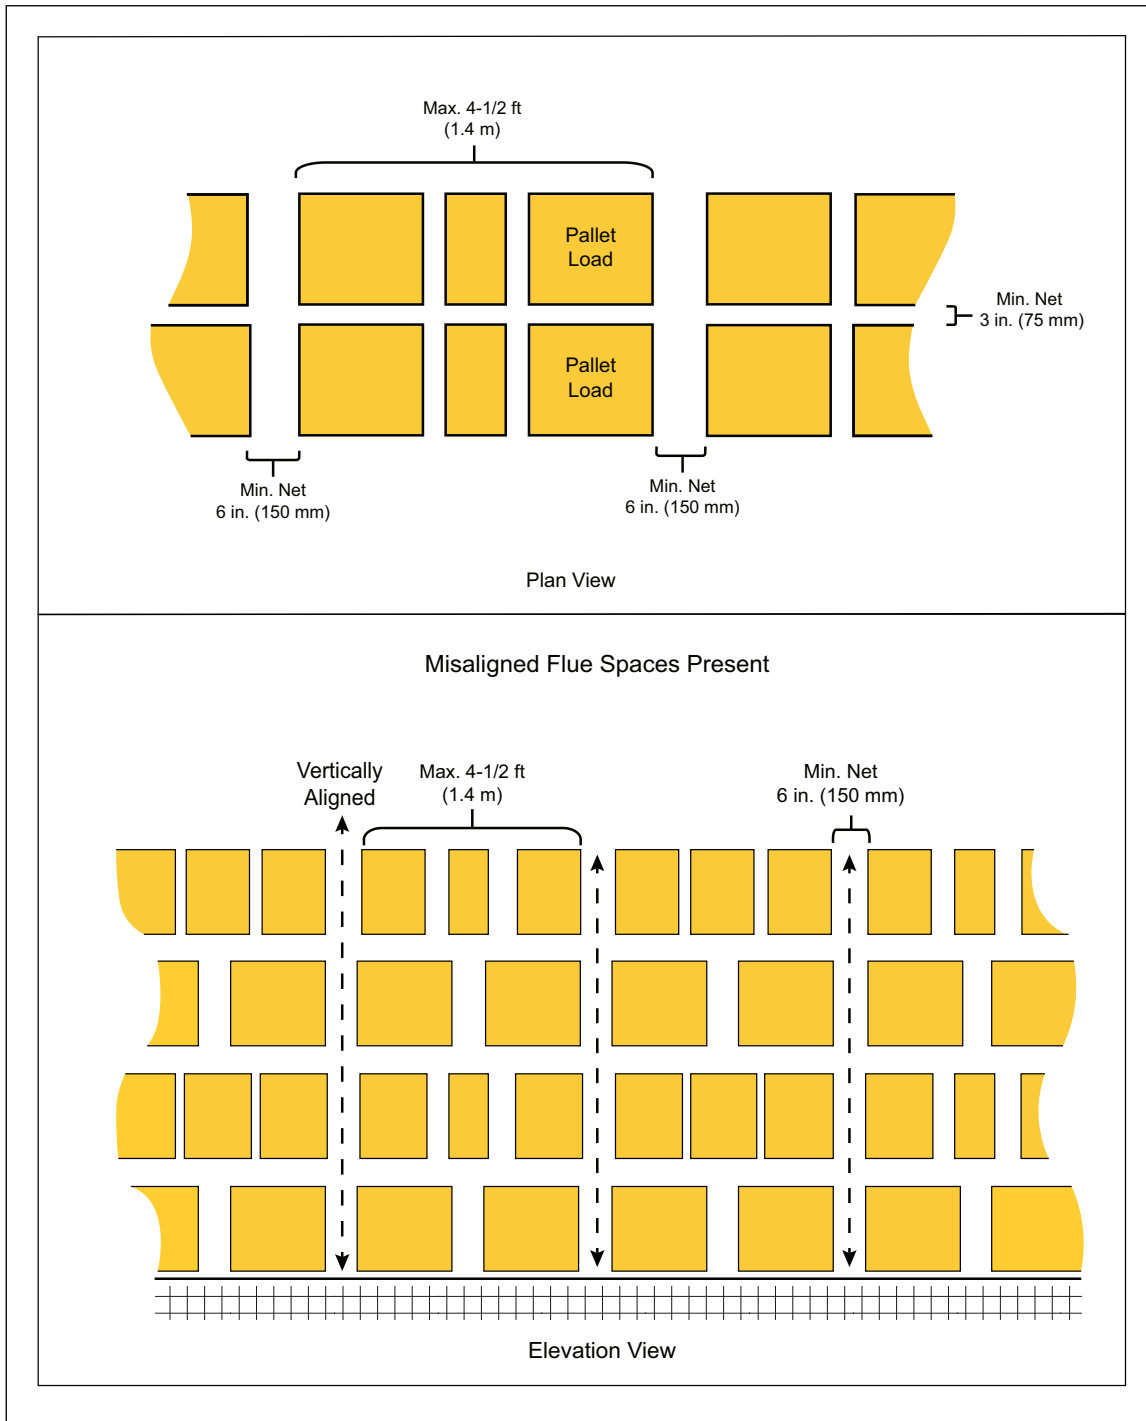 Max. 4-1/2 ft
(1.4 m)
Pallet
Load
Min. Net
3 in. (75 mm)
Pallet
Load
Min. Net
6 in. (150 mm)
Min. Net
6 in. (150 mm)
Plan View
Misaligned Flue Spaces Present
Vertically
Aligned
Max. 4-1/2 ft
(1.4 m)
Min. Net
6 in. (150 mm)
Elevation View